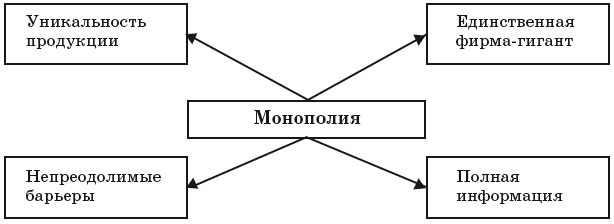 Уникальность
продукции
Единственная
фирма-гигант
Монополия
Непреодолимые
барьеры
Полная
информация